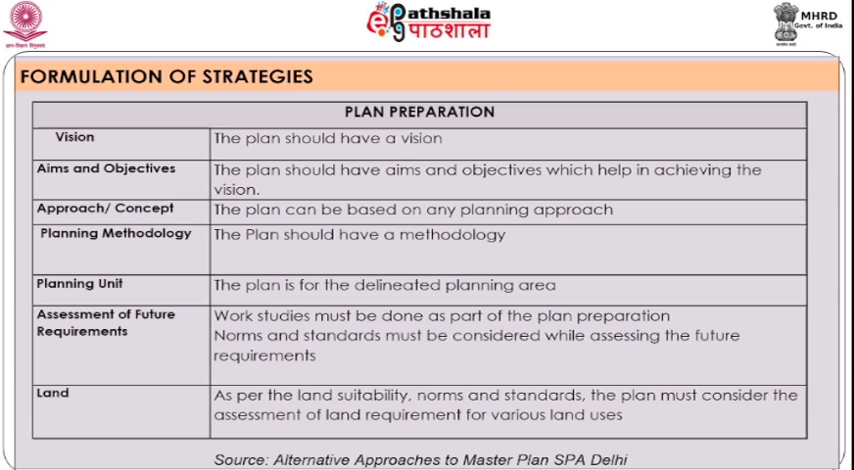 ज्ञान-विज्ञान विमुक्तये
ePathshala
पाठशाला
MHRD
Govt. of India
FORMULATION OF STRATEGIES
PLAN PREPARATION
Vision
The plan should have a vision
Aims and Objectives
The plan should have aims and objectives which help in achieving the
vision.
Approach/ Concept
The plan can be based on any planning approach
Planning Methodology
The Plan should have a methodology
Planning Unit
The plan is for the delineated planning area
Assessment of Future
Requirements
Work studies must be done as part of the plan preparation
Norms and standards must be considered while assessing the future
requirements
Land
As per the land suitability, norms and standards, the plan must consider the
assessment of land requirement for various land uses
Source: Alternative Approaches to Master Plan SPA Delhi